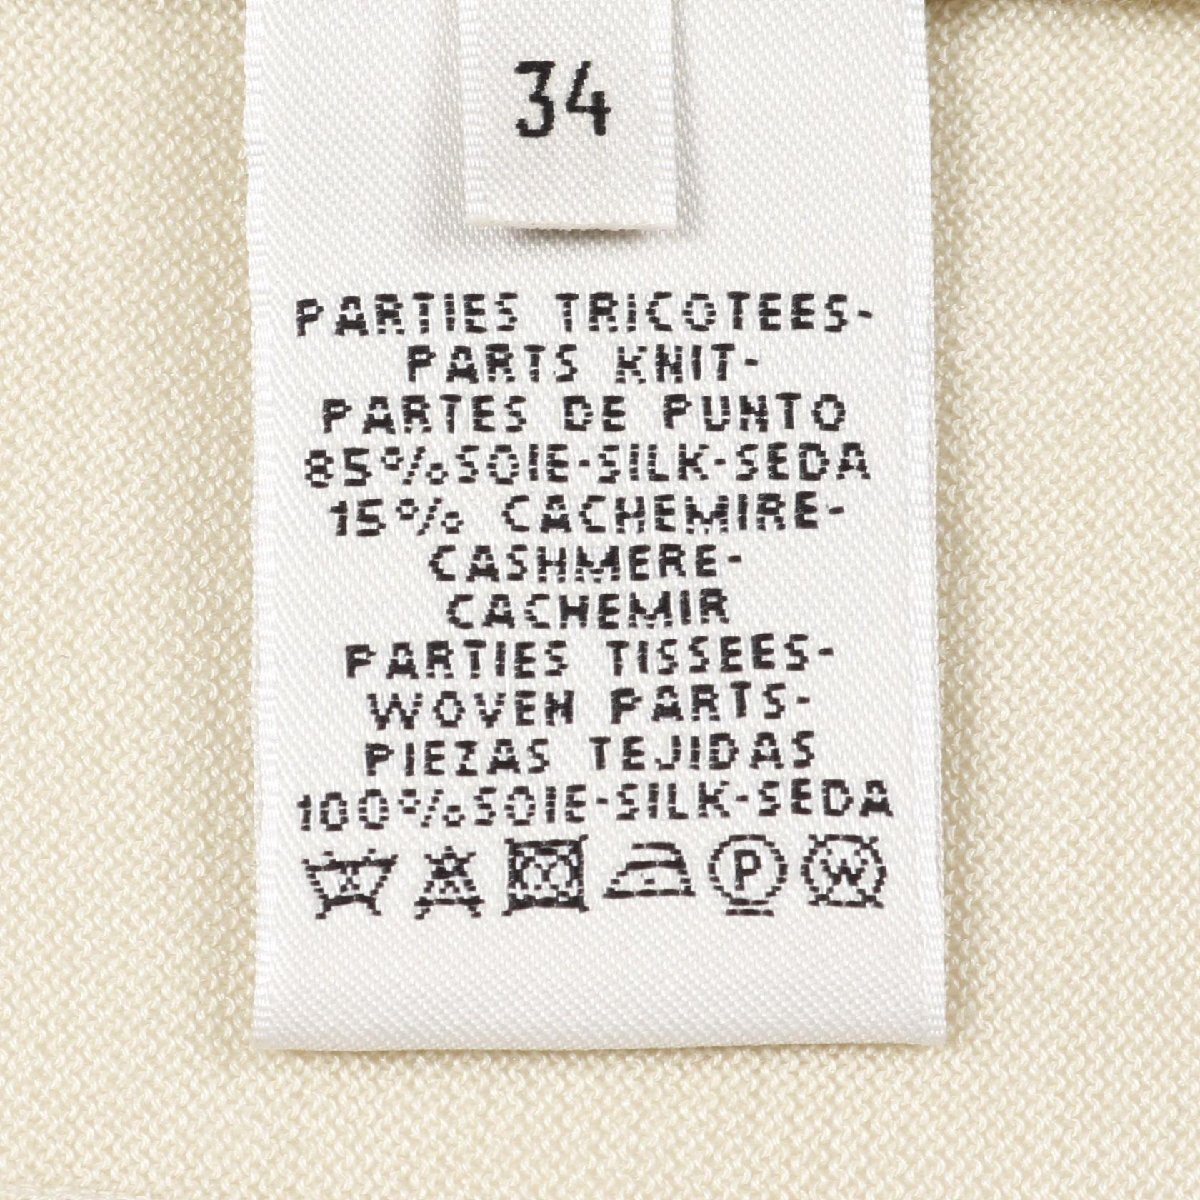 34
PARTIES TRICOTEES-
PARTS KNIT-
PARTES DE PUNTO
85%SOIE-SILK-SEDA
15% CACHEMIRE-
CASHMERE-
CACHEMIR
PARTIES TISSEES-
WOVEN PARTS-
PIEZAS TEJIDAS
100%SOIE-SILK-SEDA
P W